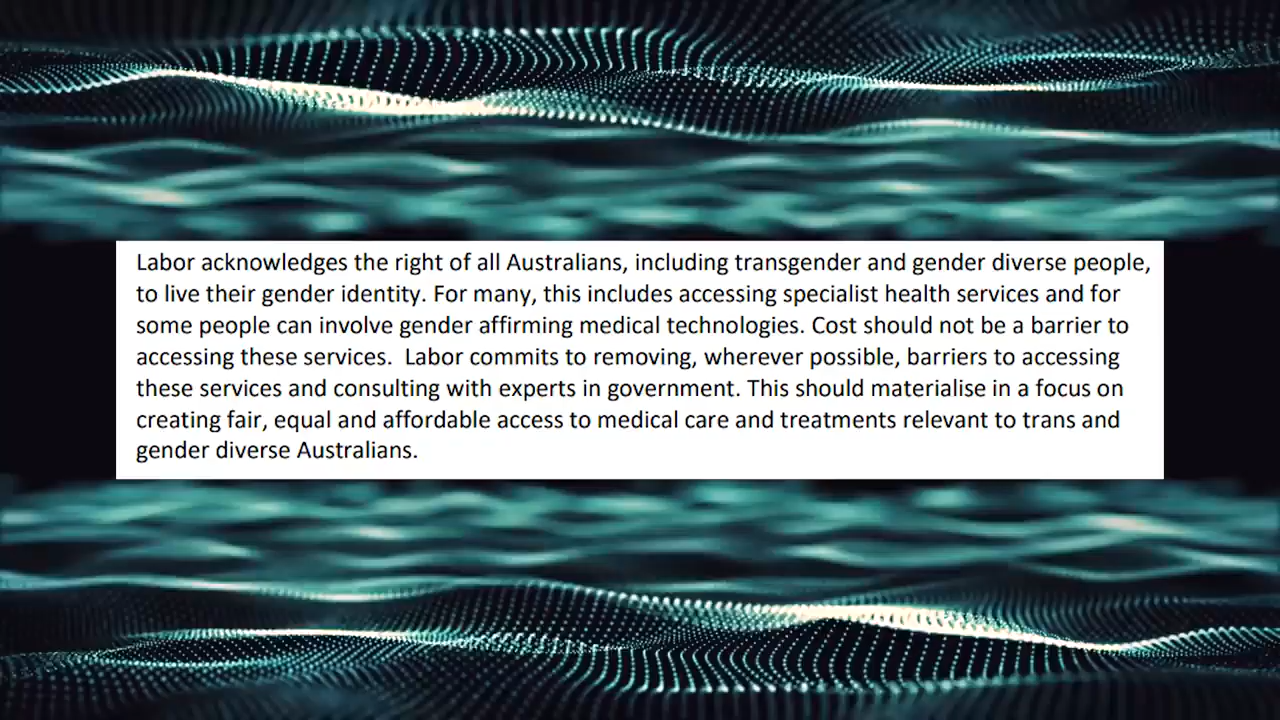 Labor acknowledges the right of all Australians, including transgender and gender diverse people,
to live their gender identity. For many, this includes accessing specialist health services and for
some people can involve gender affirming medical technologies. Cost should not be a barrier to
accessing these services.  Labor commits to removing, wherever possible, barriers to accessing
these services and consulting with experts in government. This should materialise in a focus on
creating fair, equal and affordable access to medical care and treatments relevant to trans and
gender diverse Australians.